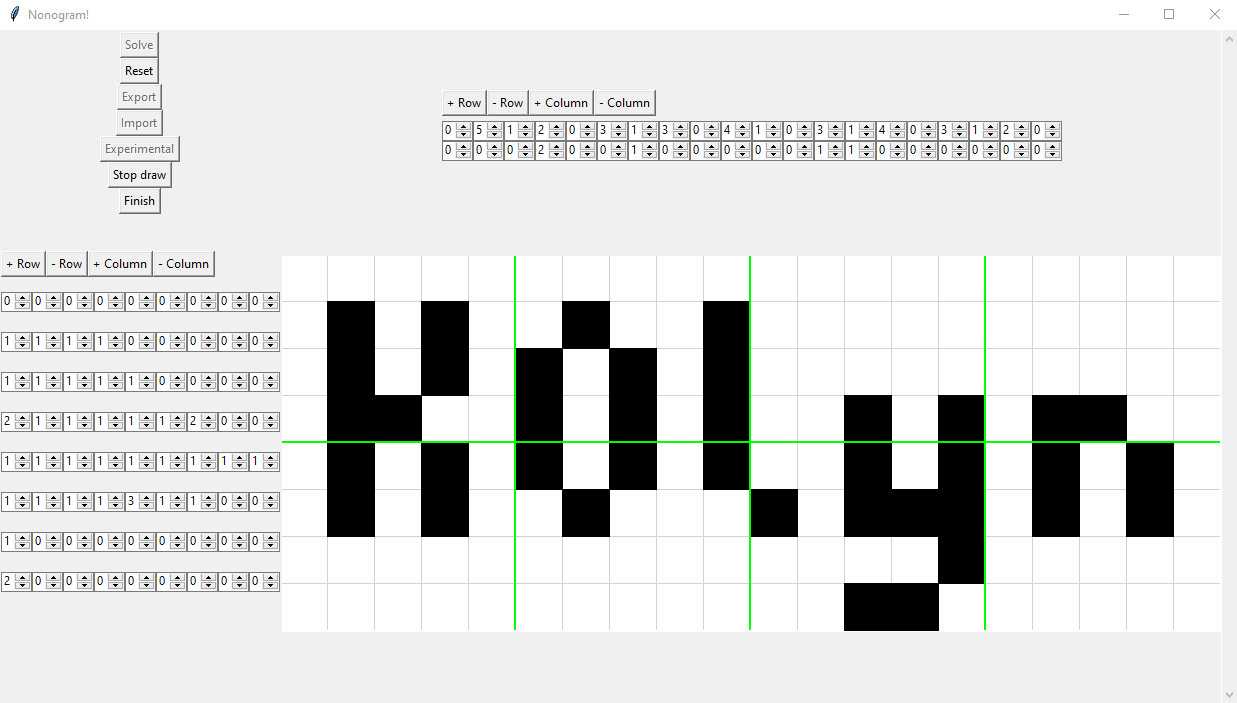 Nonogram!
Solve
Reset
Export
Import
Experimental
Stop draw
Finish
+ Row - Row + Column - Column
0 5 1 2 0 3 1 3 0 4 1 0 3 1 4 0 3 1 2 0
0 0 0 2 0 0 1 0 0 0 0 0 1 1 0 0 0 0 0 0
+ Row - Row + Column - Column
0 0 0 0 0 0 0 0 0
1 1 1 1 0 0 0 0 0
1 1 1 1 1 0 0 0 0
2 1 1 1 1 1 2 0 0
1 1 1 1 1 1 1 1 1
1 1 1 1 3 1 1 0 0
1 0 0 0 0 0 0 0 0
2 0 0 0 0 0 0 0 0
KOlyn